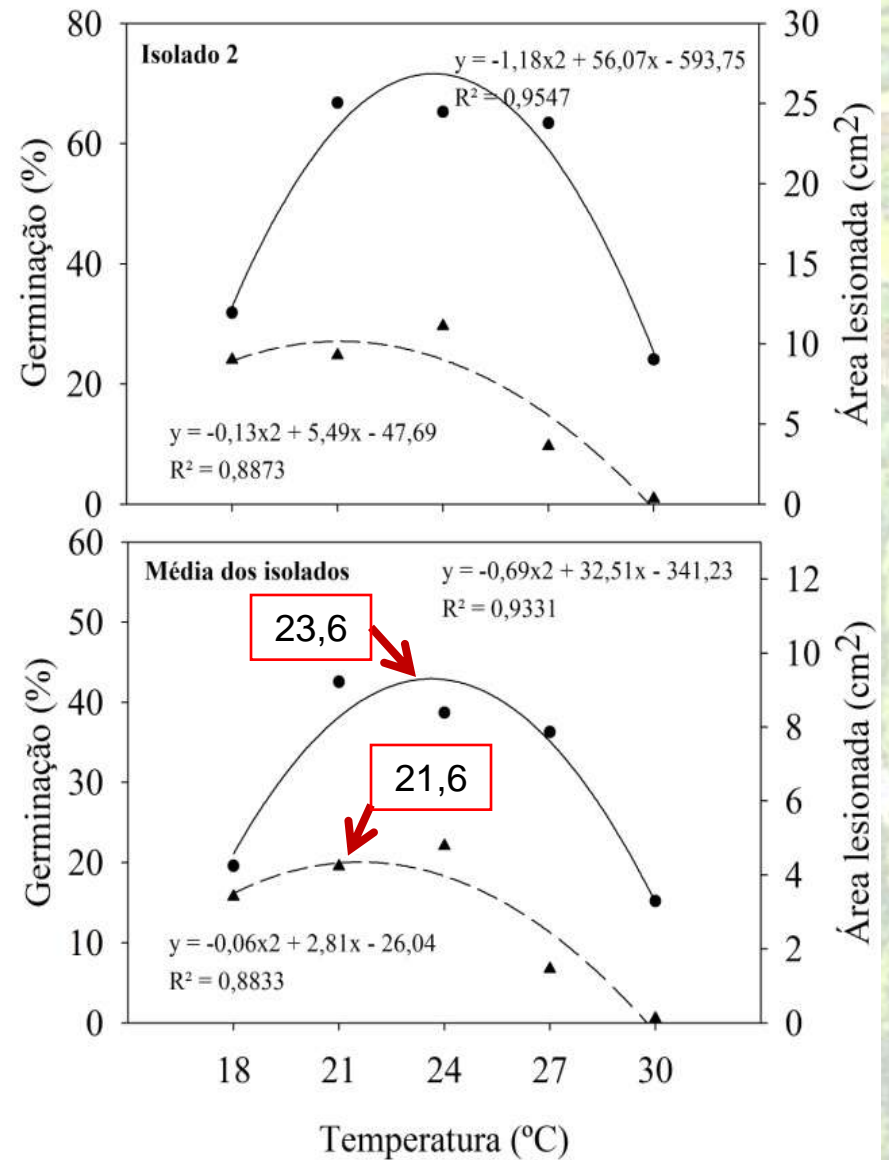 Isolado 2
y = -1,18x2 + 56,07x - 593,75
R² = 0,9547
y = -0,13x2 + 5,49x - 47,69
R² = 0,8873
Germinação (%)
Área lesionada (cm2)
80
60
40
20
0
30
25
20
15
10
5
0
Média dos isolados
y = -0,69x2 + 32,51x - 341,23
R² = 0,9331
23,6
21,6
y = -0,06x2 + 2,81x - 26,04
R² = 0,8833
Germinação (%)
Área lesionada (cm2)
60
50
40
30
20
10
0
12
10
8
6
4
2
0
18 21 24 27 30
Temperatura (ºC)